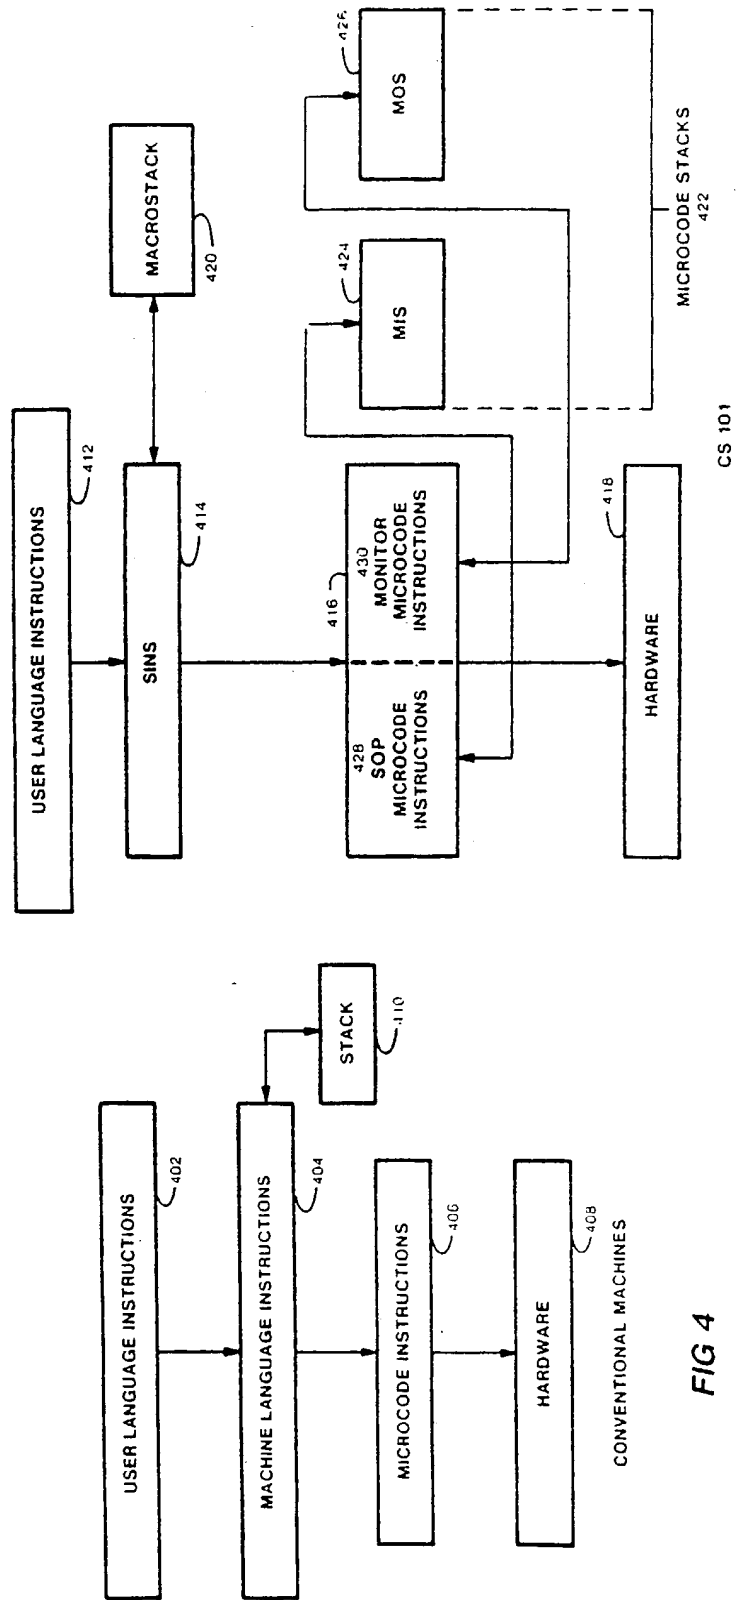 USER LANGUAGE INSTRUCTIONS
402
MACHINE LANGUAGE INSTRUCTIONS
404
STACK
410
MICROCODE INSTRUCTIONS
406
HARDWARE
408
CONVENTIONAL MACHINES
USER LANGUAGE INSTRUCTIONS
412
SINS
414
MACROSTACK
420
416
428
SOP
MICROCODE
INSTRUCTIONS
430
MONITOR
MICROCODE
INSTRUCTIONS
MIS
424
MOS
426
MICROCODE STACKS
422
HARDWARE
418
CS 101
FIG 4